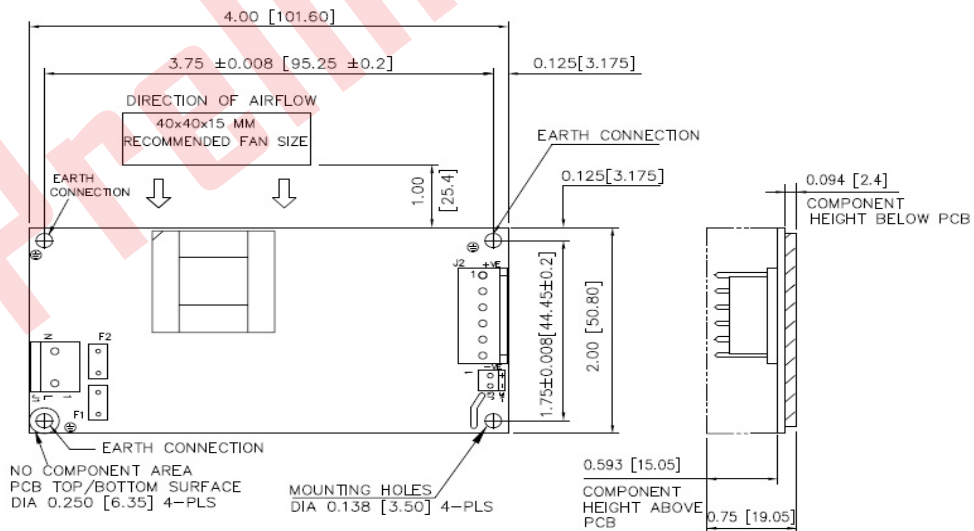 4.00 [101.60]
3.75 ±0.008 [95.25 ±0.2]
0.125[3.175]
DIRECTION OF AIRFLOW
40x40x15 MM
RECOMMENDED FAN SIZE
EARTH CONNECTION
EARTH
CONNECTION
1.00
[25.4]
0.125[3.175]
0.094 [2.4]
COMPONENT
HEIGHT BELOW PCB
J2
+VE
1
1.75±0.008[44.45±0.2]
2.00 [50.80]
N
F2
-VE
1
J3
+
-
J1
L
1
F1
EARTH CONNECTION
NO COMPONENT AREA
PCB TOP/BOTTOM SURFACE
DIA 0.250 [6.35] 4-PLS
MOUNTING HOLES
DIA 0.138 [3.50] 4-PLS
0.593 [15.05]
COMPONENT
HEIGHT ABOVE
PCB
0.75 [19.05]